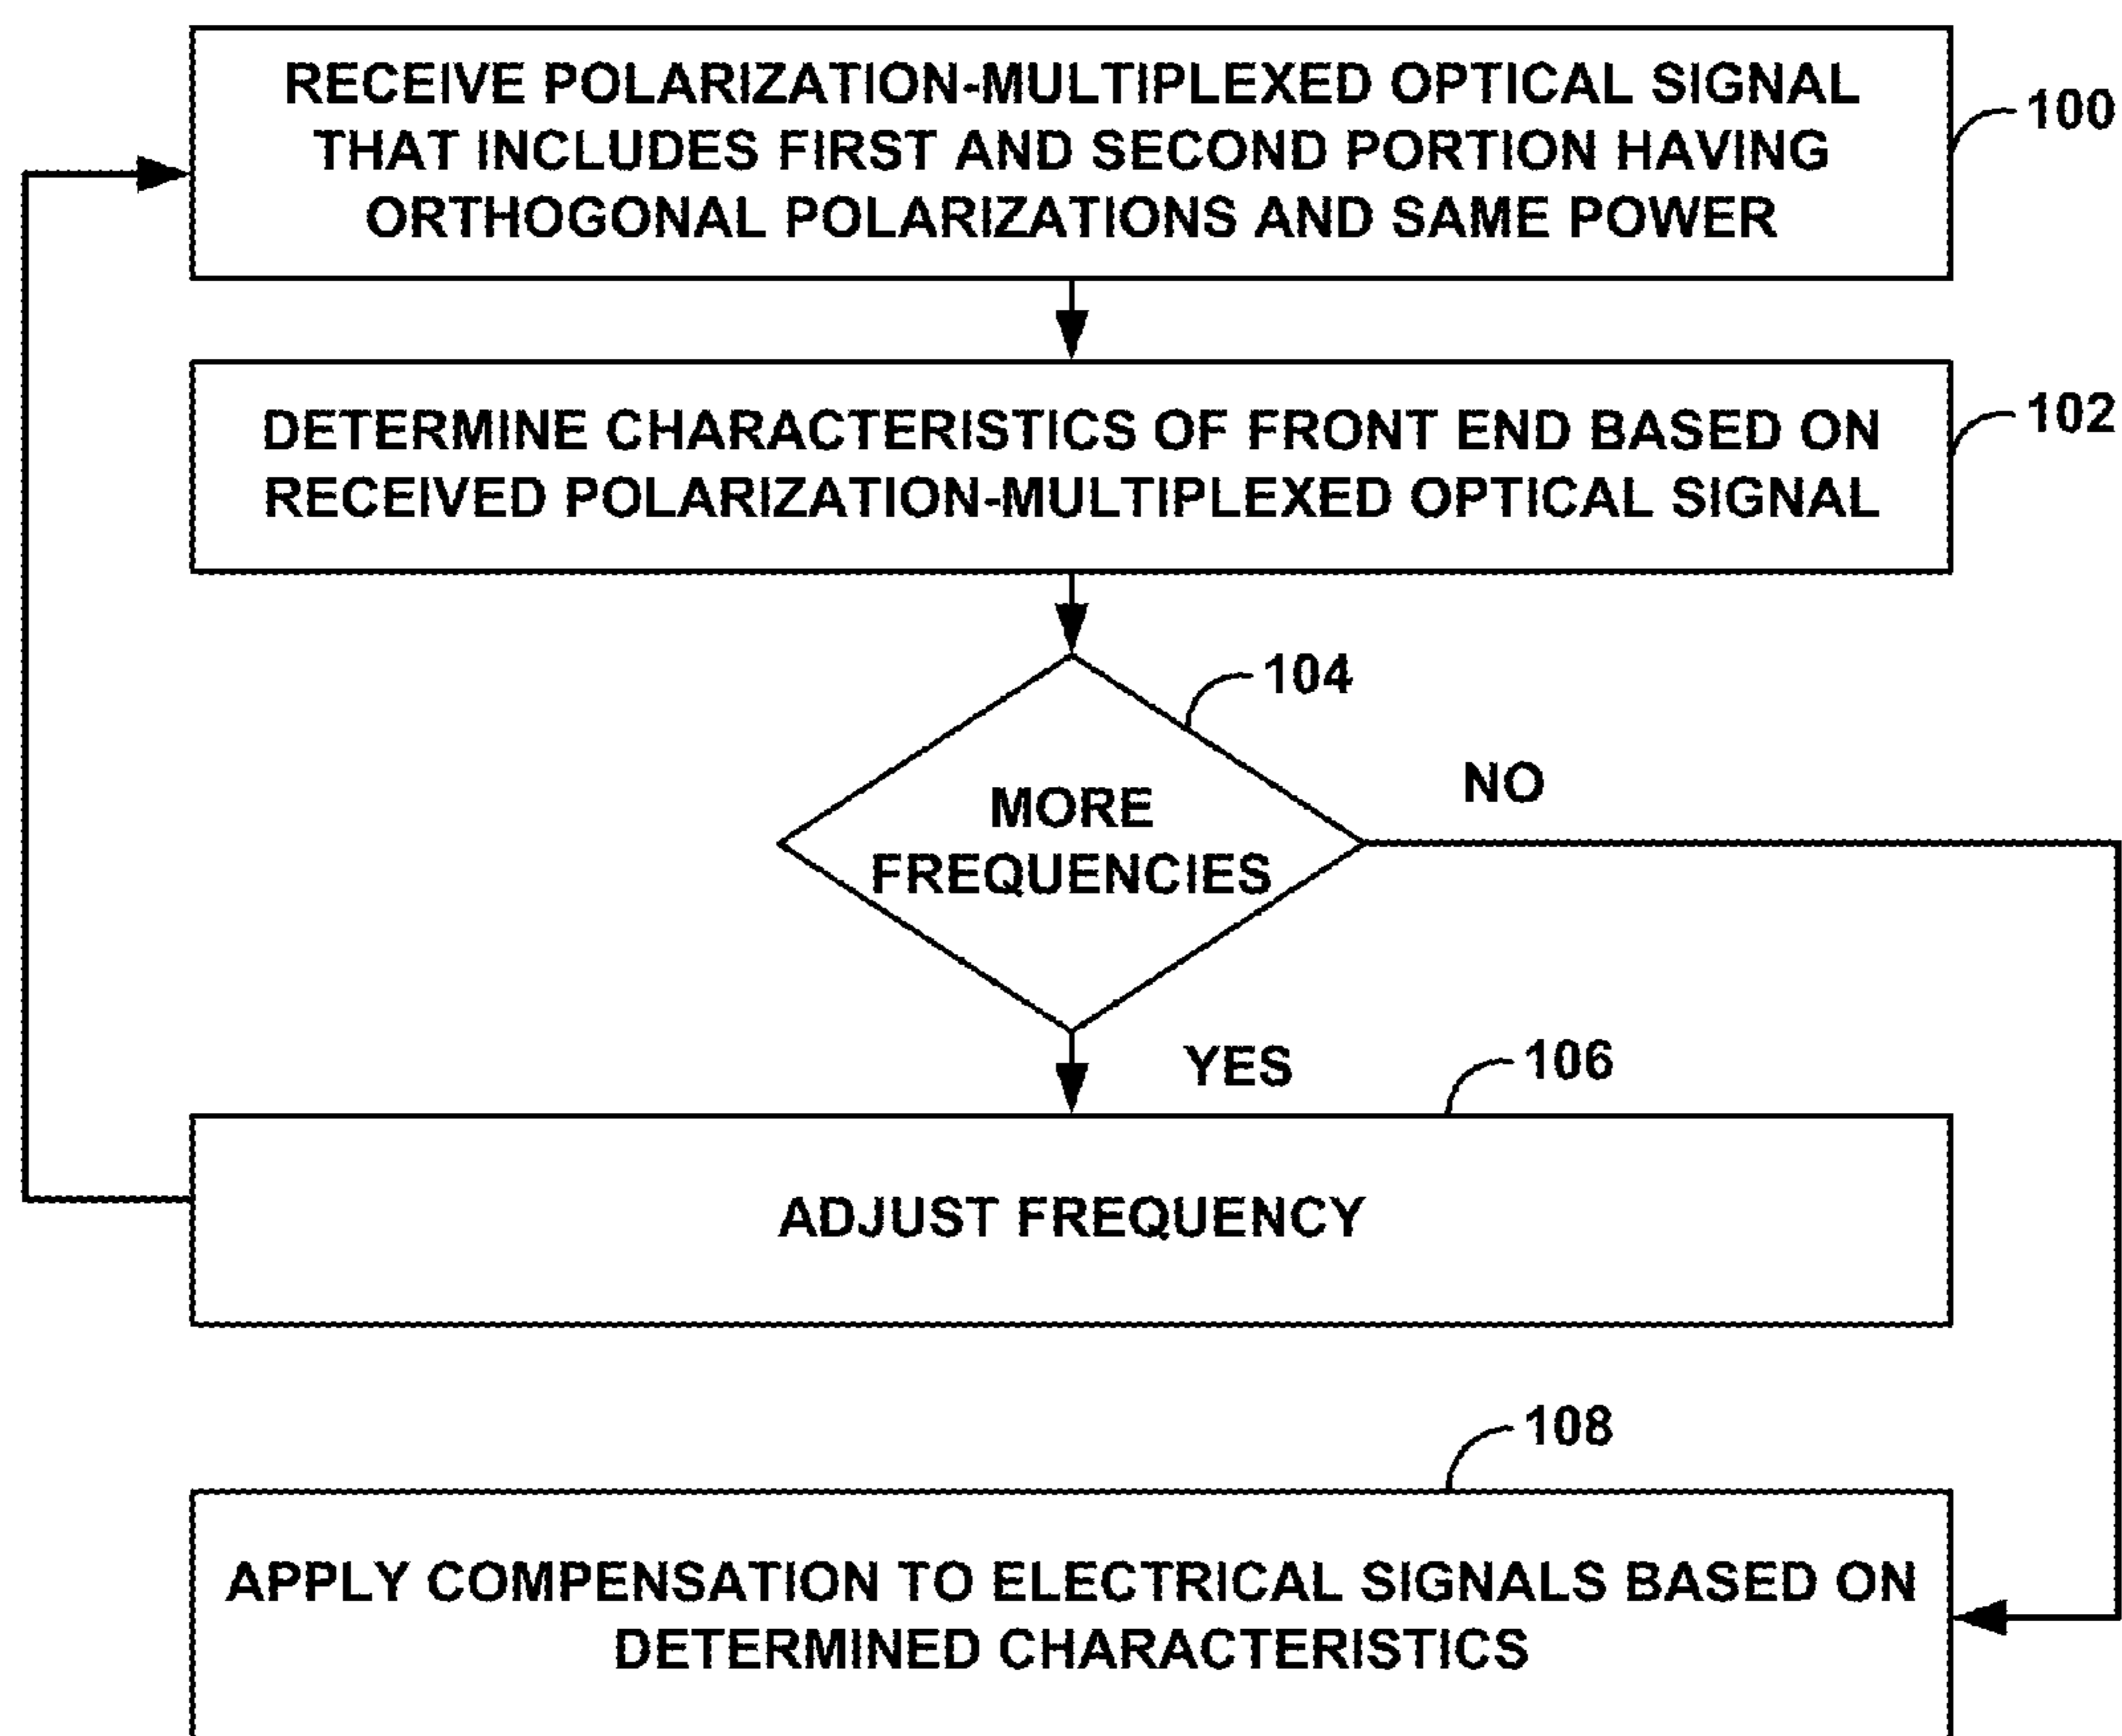 RECEIVE POLARIZATION-MULTIPLEXED OPTICAL SIGNAL
THAT INCLUDES FIRST AND SECOND PORTION HAVING
ORTHOGONAL POLARIZATIONS AND SAME POWER
100
DETERMINE CHARACTERISTICS OF FRONT END BASED ON
RECEIVED POLARIZATION-MULTIPLEXED OPTICAL SIGNAL
102
104
MORE
FREQUENCIES
NO
YES
106
ADJUST FREQUENCY
108
APPLY COMPENSATION TO ELECTRICAL SIGNALS BASED ON
DETERMINED CHARACTERISTICS